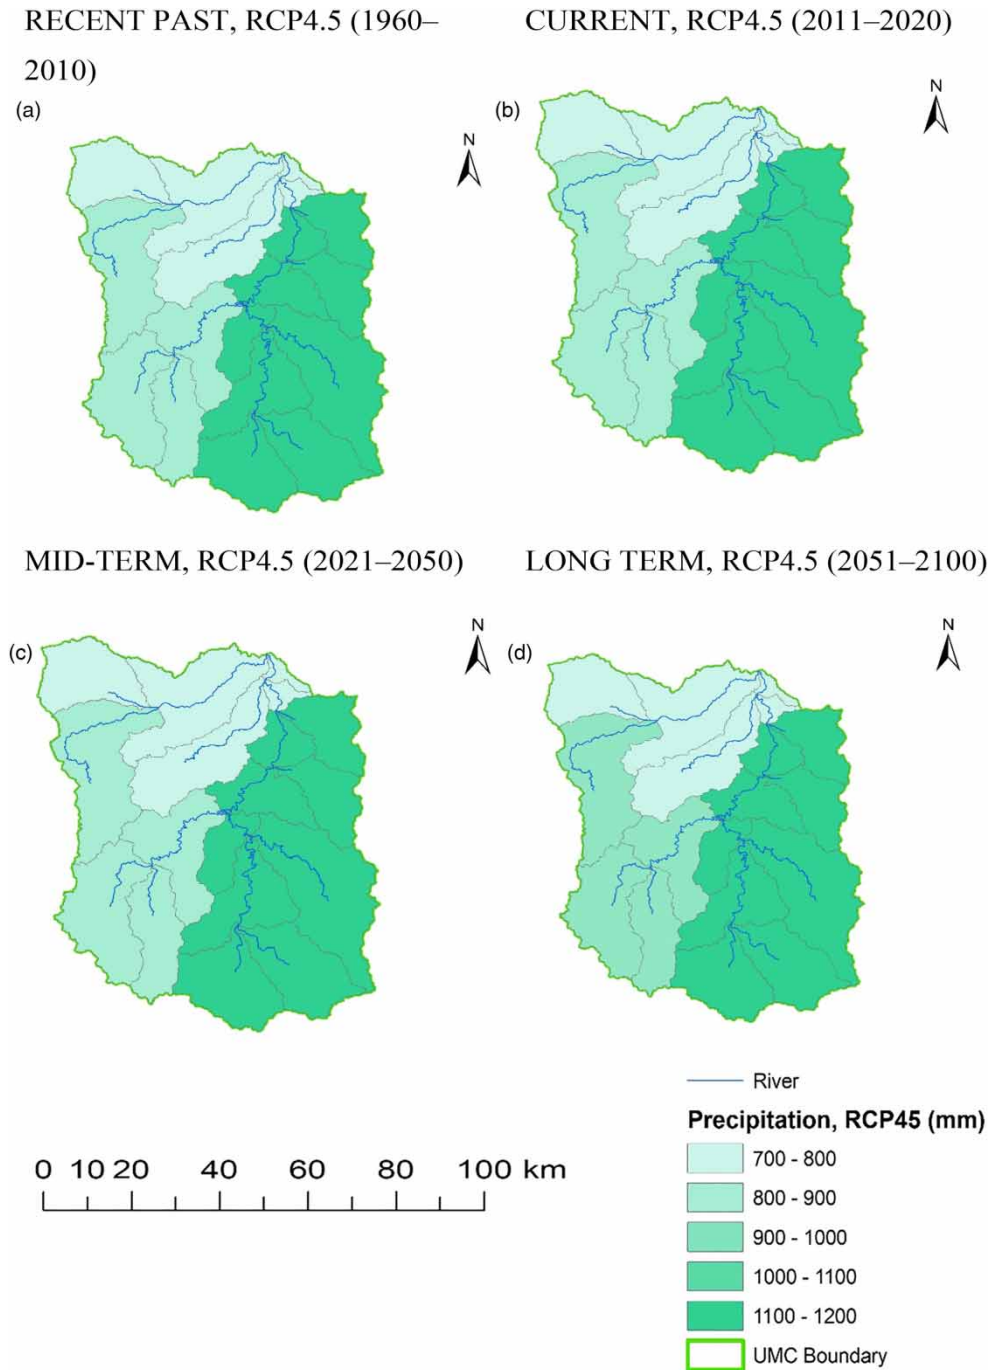 RECENT PAST, RCP4.5 (1960–
2010)
CURRENT, RCP4.5 (2011–2020)
(a)
N
(b)
N
MID-TERM, RCP4.5 (2021–2050)
LONG TERM, RCP4.5 (2051–2100)
(c)
N
(d)
N
River
Precipitation, RCP45 (mm)
700 - 800
800 - 900
900 - 1000
1000 - 1100
1100 - 1200
UMC Boundary
0 10 20 40 60 80 100 km